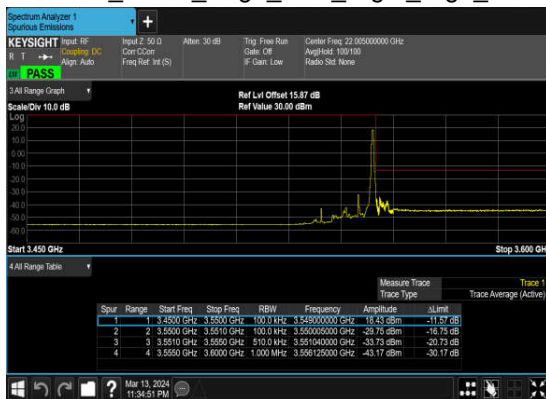 Spectrum Analyzer 1
Spurious Emissions
+
KEYSIGHT Input: RF Input Z: 50 Ω Atten: 30 dB Trig: Free Run Center Freq: 22.005000000 GHz
R T Coupling: DC Corr CCorr Gate: Off Avg|Hold: 100/100
Align: Auto Freq Ref: Int (S) IF Gain: Low Radio Std: None
PASS
3 All Range Graph
Ref Lvl Offset 15.87 dB
Scale/Div 10.0 dB Ref Value 30.00 dBm
Log
20.0
10.0
0.00
-10.0
-20.0
-30.0
-40.0
-50.0
-60.0
Start 3.450 GHz Stop 3.600 GH
4 All Range Table
Measure Trace Trace 1
Trace Type Trace Average (Active)
Spur Range Start Freq Stop Freq RBW Frequency Amplitude ΔLimit
1 1 3.4500 GHz 3.5500 GHz 100.0 kHz 3.549000000 GHz 18.43 dBm -11.57 dB
2 2 3.5500 GHz 3.5510 GHz 100.0 kHz 3.550005000 GHz -29.75 dBm -16.75 dB
3 3 3.5510 GHz 3.5550 GHz 510.0 kHz 3.551040000 GHz -33.73 dBm -20.73 dB
4 4 3.5550 GHz 3.6000 GHz 1.000 MHz 3.556125000 GHz -43.17 dBm -30.17 dB
? Mar 13, 2024
11:34:51 PM